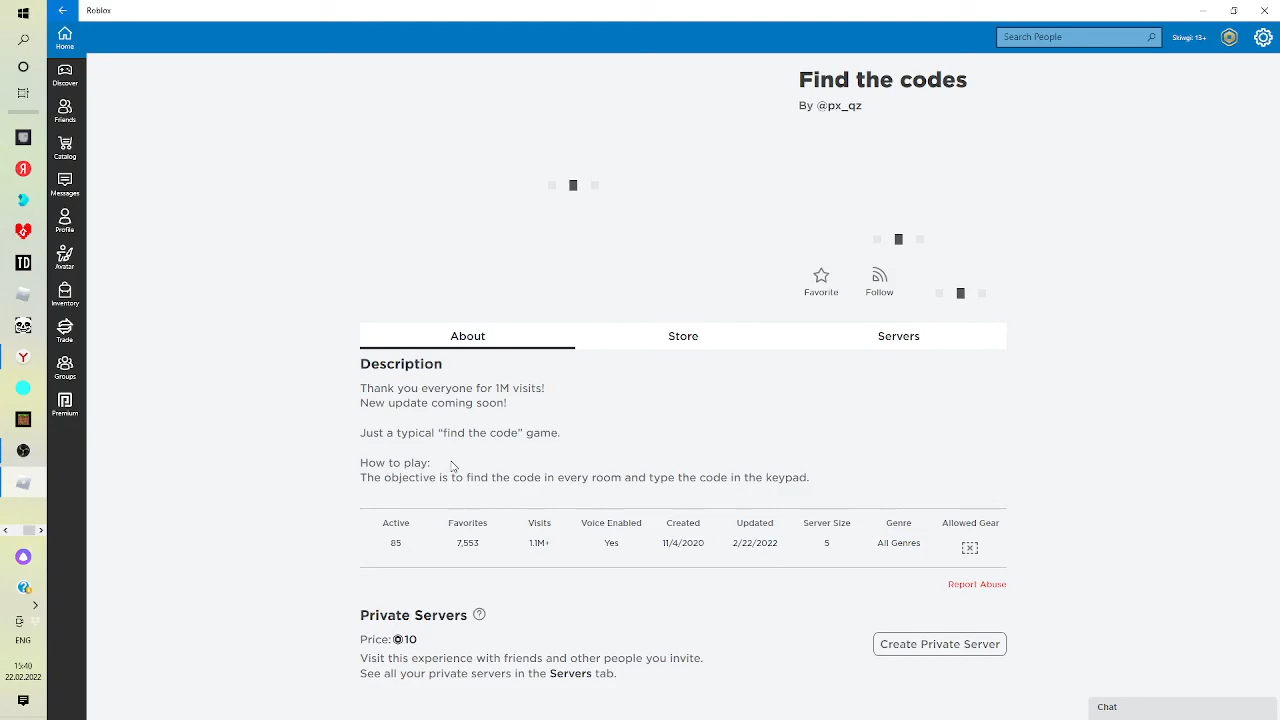 Roblox
Home
Search People
Stiwgi: 13+
Discover
Friends
Catalog
Messages
Profile
Avatar
Inventory
Trade
Groups
Premium
TD
ENG
15:40
22.02.2022
Find the codes
By @px_qz
Favorite
Follow
About
Store
Servers
Description
Thank you everyone for 1M visits!
New update coming soon!
Just a typical “find the code” game.
How to play:
The objective is to find the code in every room and type the code in the keypad.
Active Favorites Visits Voice Enabled Created Updated Server Size Genre Allowed Gear
85 7,553 1.1M+ Yes 11/4/2020 2/22/2022 5 All Genres
Report Abuse
Private Servers
Price: 10
Create Private Server
Visit this experience with friends and other people you invite.
See all your private servers in the Servers tab.
Chat